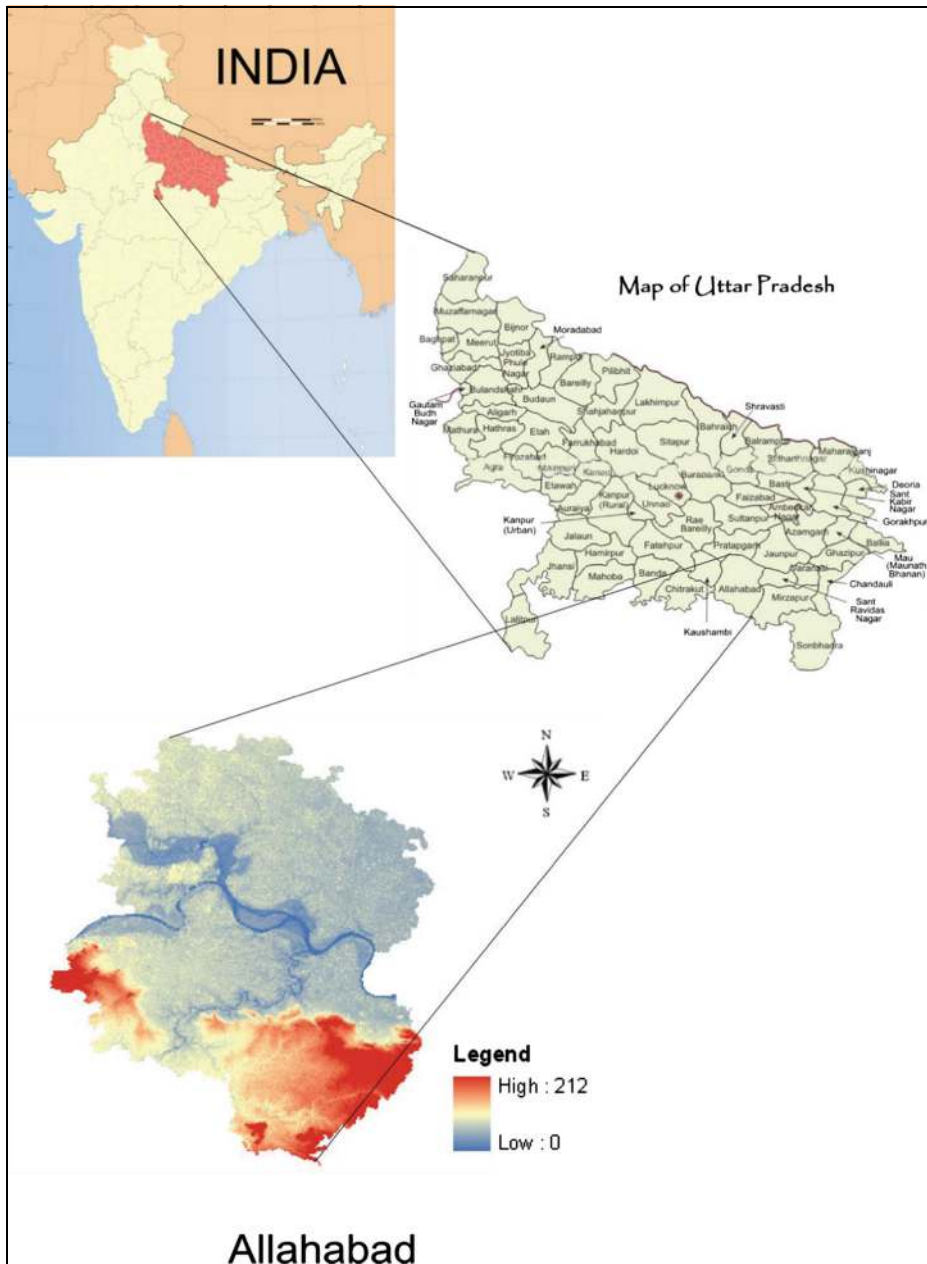 INDIA
Map of Uttar Pradesh
Saharanpur
Muzaffarnagar
Bijnor
Moradabad
Baghpat
Meerut
Jyotiba
Phule
Nagar
Rampur
Pilibhit
Ghaziabad
Bareilly
Bulandshahr
Budaun
Lakhimpur
Gautam
Budh
Nagar
Shahjahanpur
Shravasti
Aligarh
Bahraich
Mathura
Hathras
Etah
Farrukhabad
Hardoi
Sitapur
Balrampur
Maharajganj
Siddharthnagar
Firozabad
Kushinagar
Agra
Mainpuri
Kannauj
Barabanki
Gonda
Basti
Deoria
Sant
Kabir
Nagar
Etawah
Kanpur
(Rural)
Lucknow
Unnao
Faizabad
Ambedkar
Nagar
Auraiya
Gorakhpur
Kanpur
(Urban)
Rae
Bareilly
Sultanpur
Azamgarh
Jalaun
Ballia
Mau
(Maunath
Bhanan)
Hamirpur
Fatehpur
Pratapgarh
Jaunpur
Ghazipur
Jhansi
Mahoba
Banda
Chitrakut
Allahabad
Varanasi
Chandauli
Mirzapur
Sant
Ravidas
Nagar
Lalitpur
Kaushambi
Sonbhadra
N
W E
S
Legend
High : 212
Low : 0
Allahabad